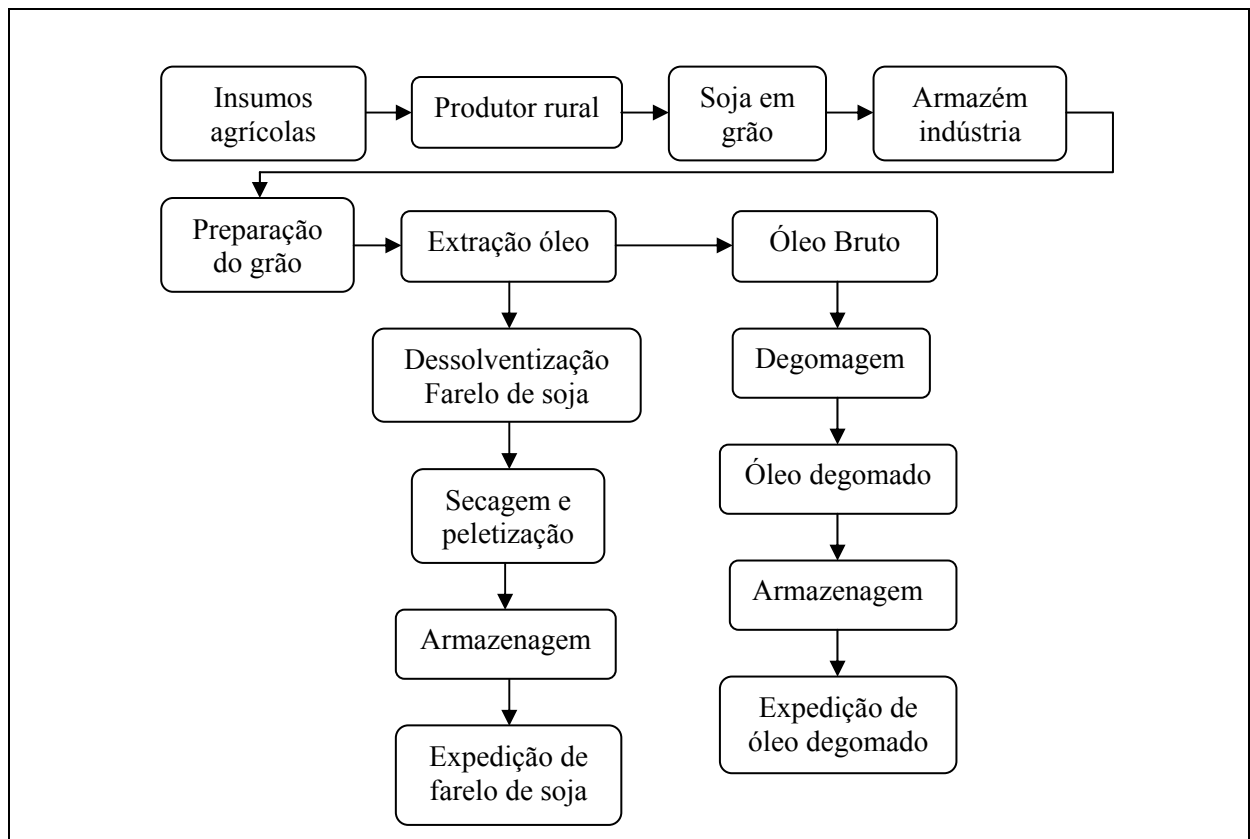 Insumos
agrícolas
Produtor rural
Soja em
grão
Armazém
indústria
Preparação
do grão
Extração óleo
Óleo Bruto
Dessolventização
Farelo de soja
Degomagem
Secagem e
peletização
Óleo degomado
Armazenagem
Armazenagem
Expedição de
farelo de soja
Expedição de
óleo degomado